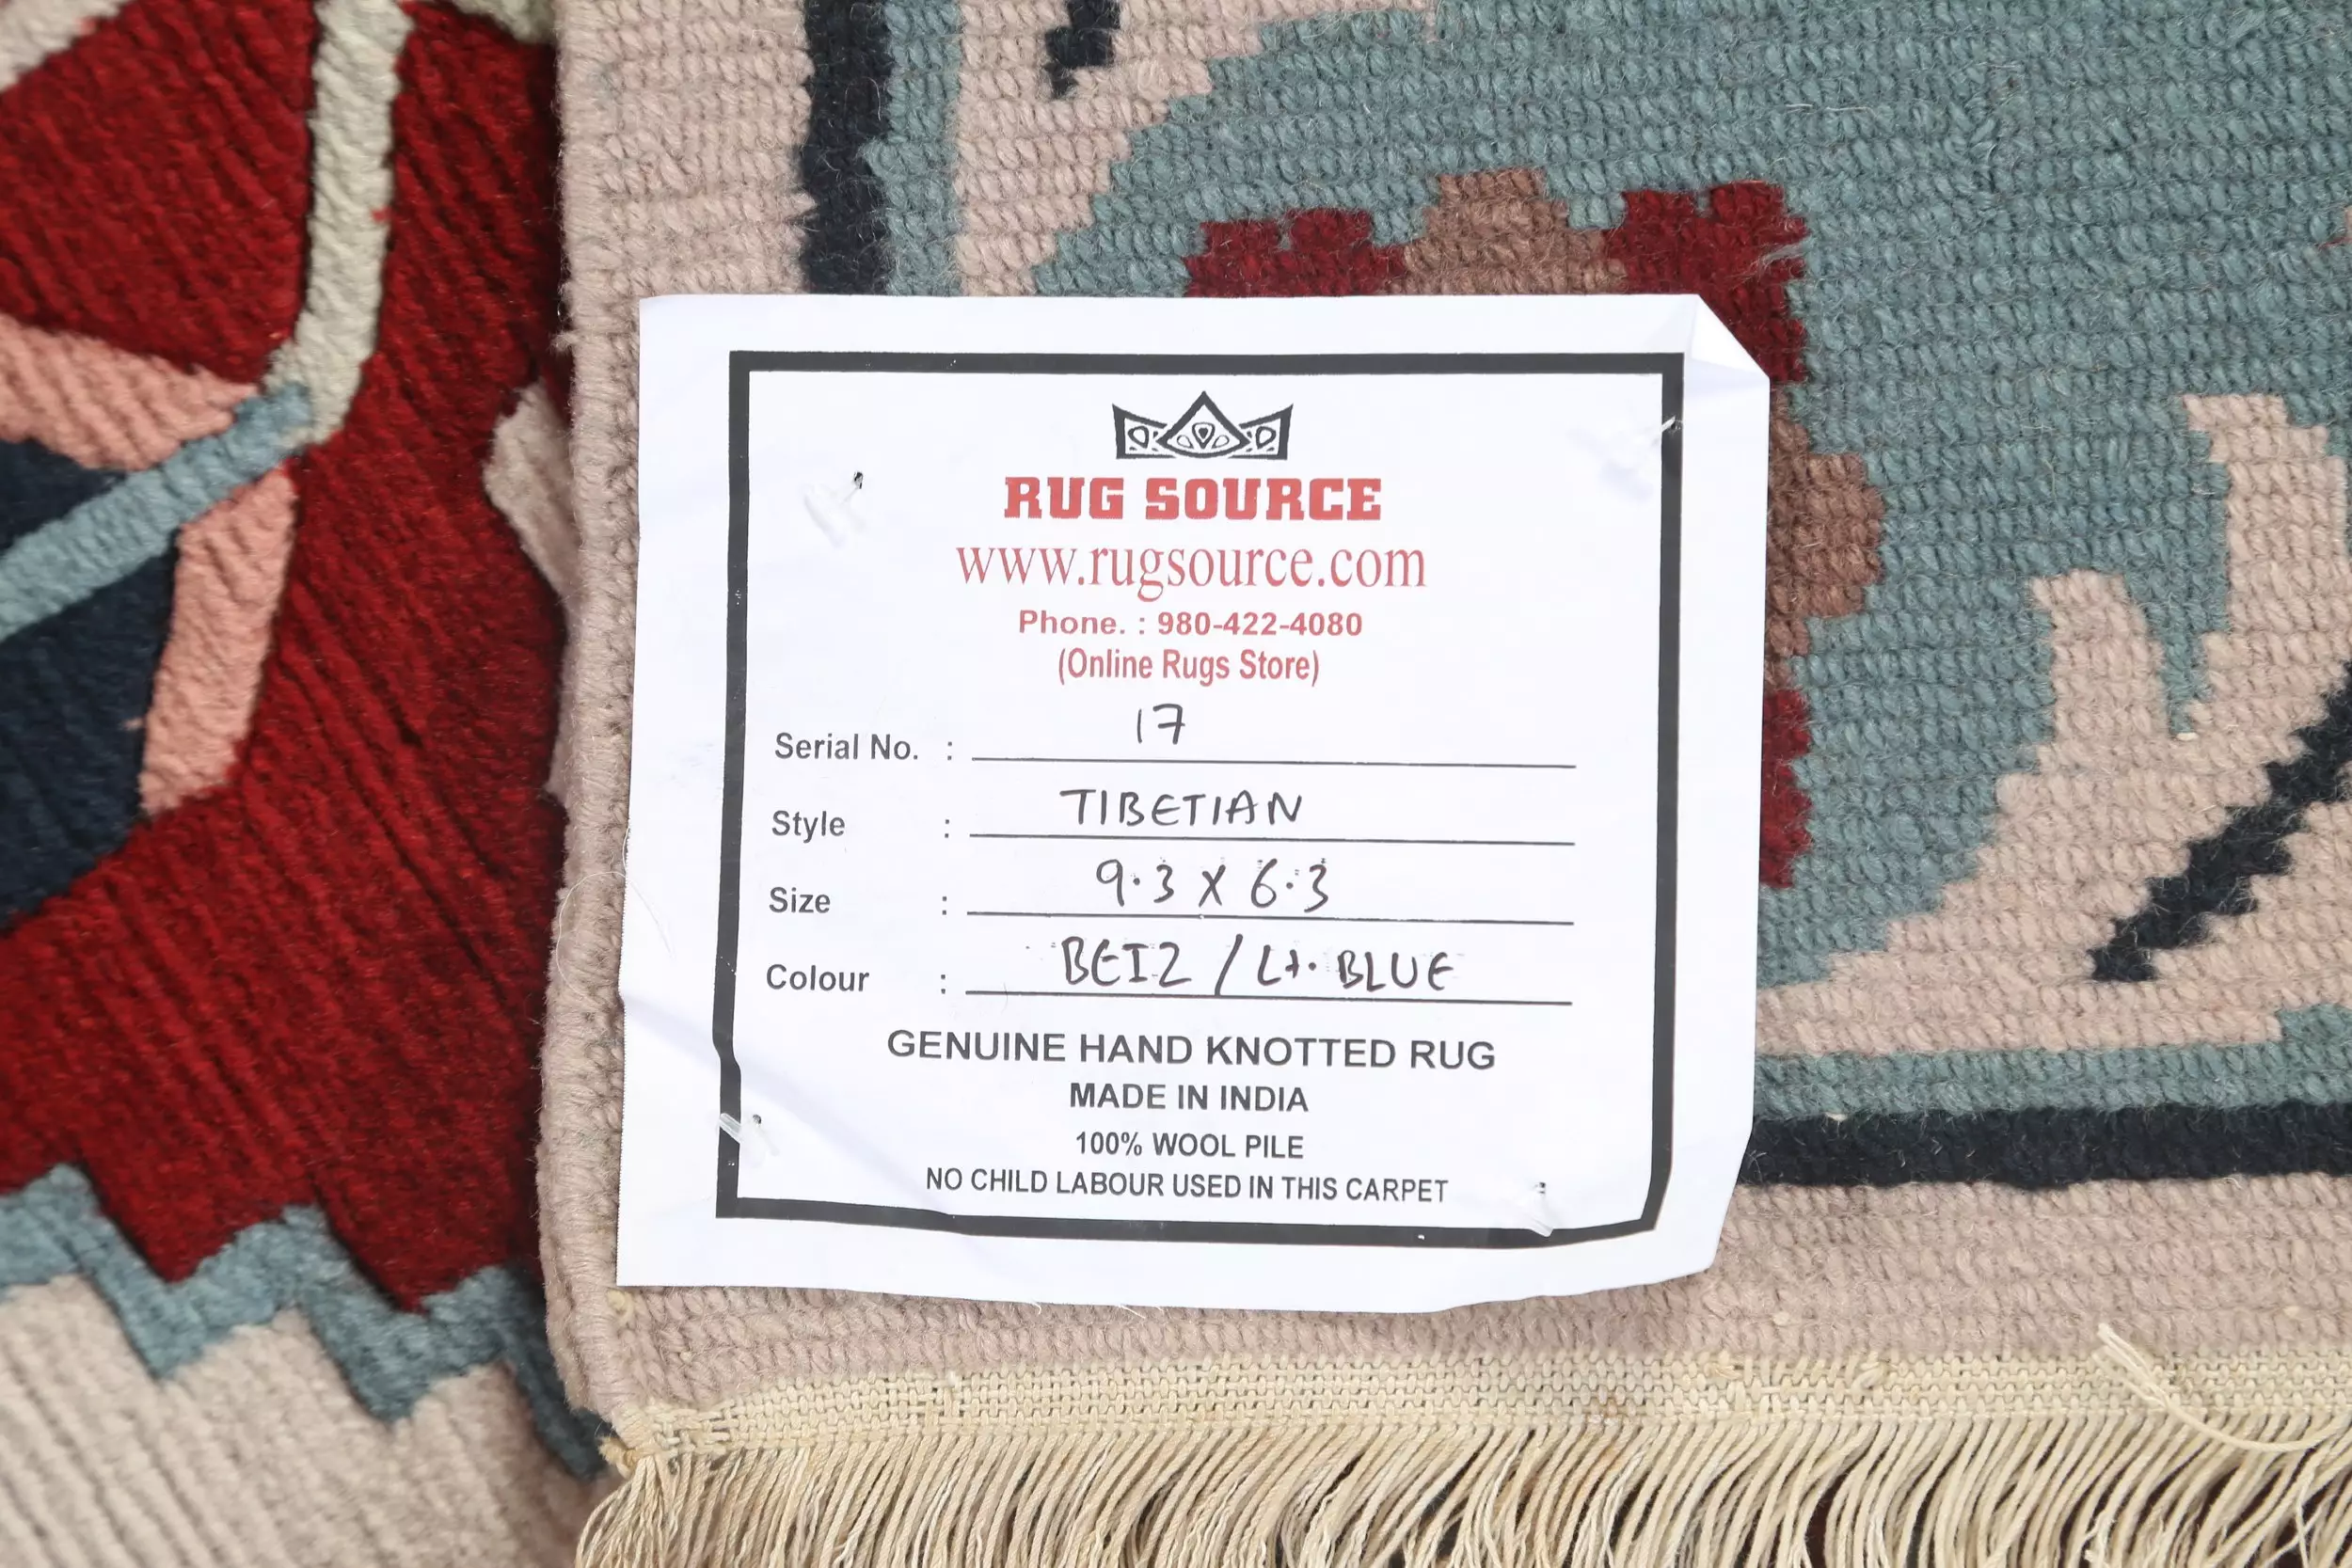 RUG SOURCE
www.rugsource.com
Phone. : 980-422-4080
(Online Rugs Store)
Serial No. : 17
Style : TIBETIAN
Size : 9.3 X 6.3
Colour : BEIZ / Lt. BLUE
GENUINE HAND KNOTTED RUG
MADE IN INDIA
100% WOOL PILE
NO CHILD LABOUR USED IN THIS CARPET